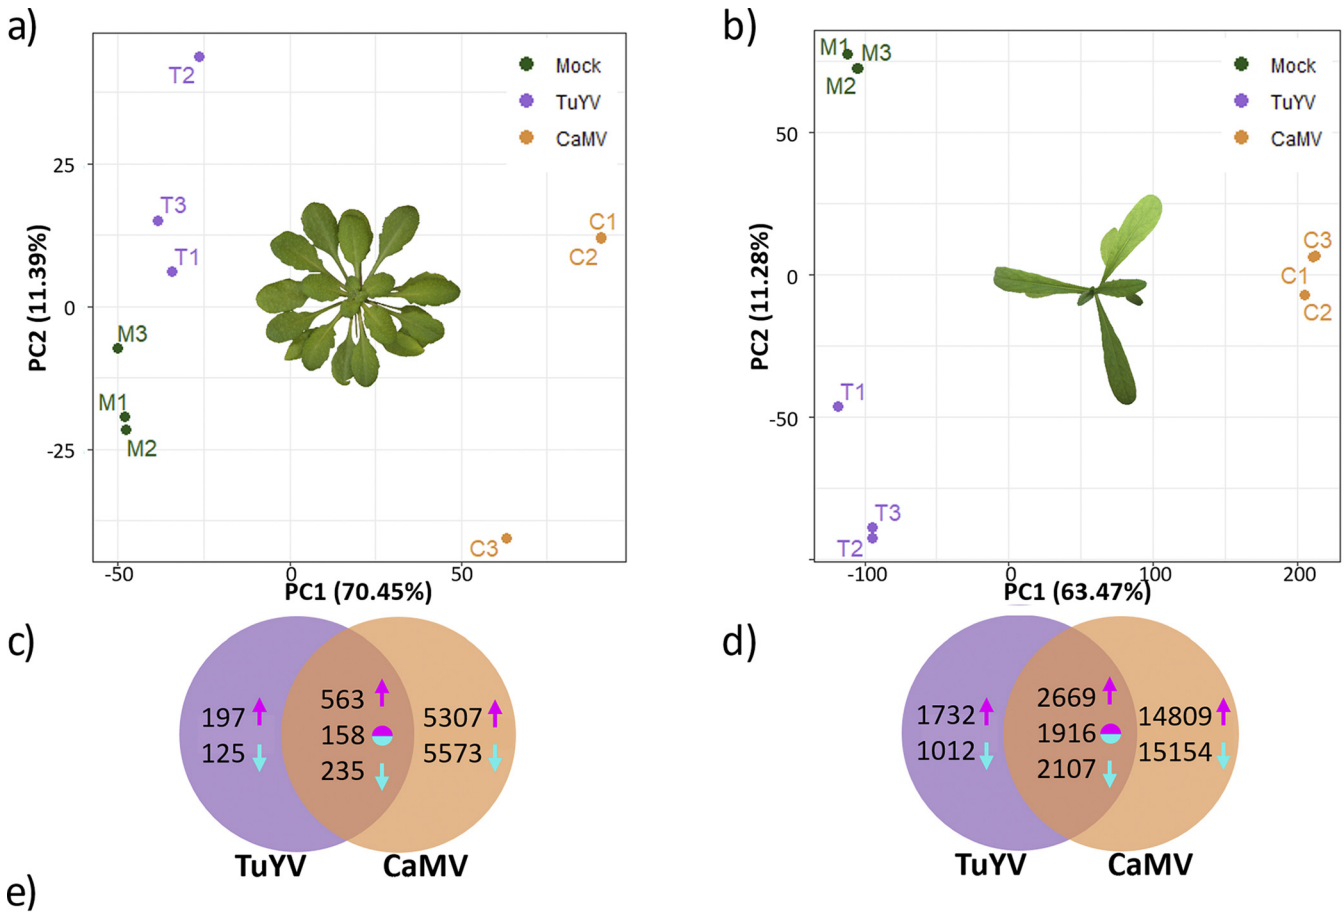 a)
Mock
TuYV
CaMV
T2
T3
T1
M3
M1
M2
C1
C2
C3
25
0
-25
PC2 (11.39%)
-50
0
50
PC1 (70.45%)
b)
Mock
TuYV
CaMV
M1 M3
M2
C3
C1
C2
T1
T3
T2
50
0
-50
PC2 (11.28%)
-100
0
100
200
PC1 (63.47%)
c)
197
125
563
158
235
5307
5573
TuYV
CaMV
d)
1732
1012
2669
1916
2107
14809
15154
TuYV
CaMV
e)